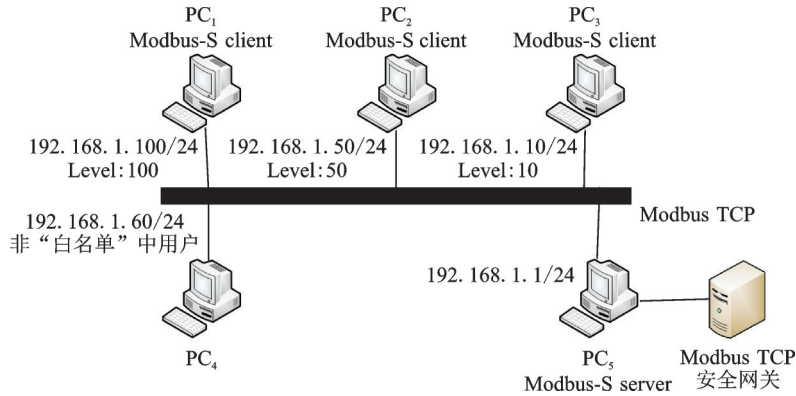 PC₁ PC₂ PC₃
Modbus-S client Modbus-S client Modbus-S client
192. 168. 1. 100/24 192. 168. 1. 50/24 192. 168. 1. 10/24
Level:100 Level:50 Level:10
192. 168. 1. 60/24
非“白名单”中用户
Modbus TCP
192. 168. 1. 1/24
PC₄ PC₅ Modbus TCP
Modbus-S server 安全网关